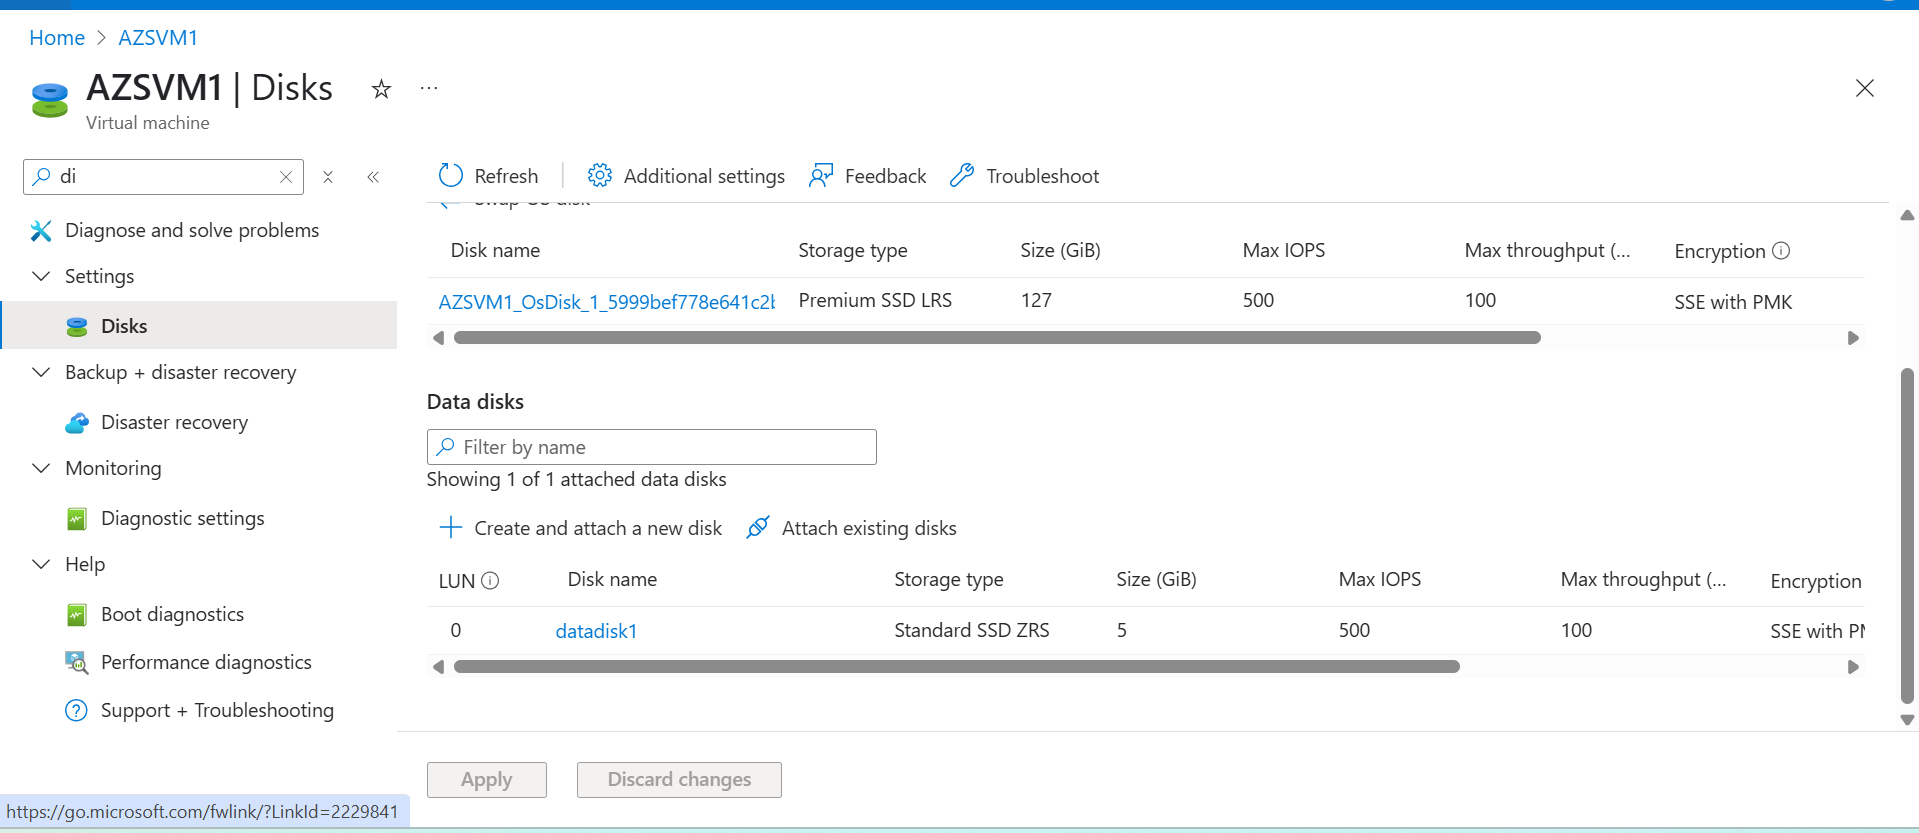 Home > AZSVM1
AZSVM1 | Disks ☆ ...
Virtual machine
di
Diagnose and solve problems
Settings
Disks
Backup + disaster recovery
Disaster recovery
Monitoring
Diagnostic settings
Help
Boot diagnostics
Performance diagnostics
Support + Troubleshooting
https://go.microsoft.com/fwlink/?LinkId=2229841
Refresh Additional settings Feedback Troubleshoot
Swap OS disk
Disk name Storage type Size (GiB) Max IOPS Max throughput (... Encryption
AZSVM1_OsDisk_1_5999bef778e641c2b Premium SSD LRS 127 500 100 SSE with PMK
Data disks
Filter by name
Showing 1 of 1 attached data disks
Create and attach a new disk Attach existing disks
LUN Disk name Storage type Size (GiB) Max IOPS Max throughput (... Encryption
0 datadisk1 Standard SSD ZRS 5 500 100 SSE with PM
Apply Discard changes